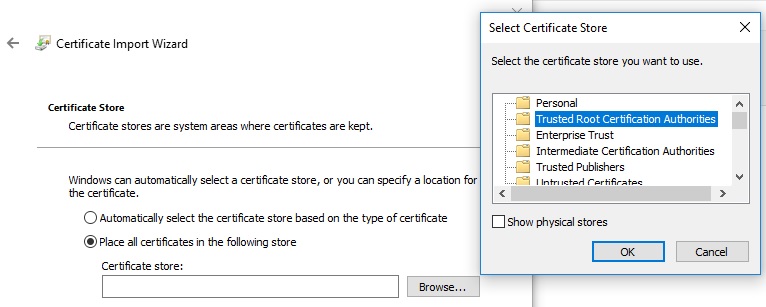 Certificate Import Wizard
Certificate Store
Certificate stores are system areas where certificates are kept.
Windows can automatically select a certificate store, or you can specify a location for
the certificate.
Automatically select the certificate store based on the type of certificate
Place all certificates in the following store
Certificate store:
Browse...
Select Certificate Store
Select the certificate store you want to use.
Personal
Trusted Root Certification Authorities
Enterprise Trust
Intermediate Certification Authorities
Trusted Publishers
Untrusted Certificates
Show physical stores
OK
Cancel